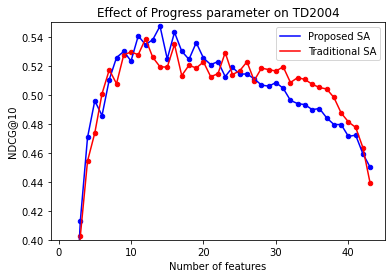 Effect of Progress parameter on TD2004
Proposed SA
Traditional SA
NDCG@10
0.54
0.52
0.50
0.48
0.46
0.44
0.42
0.40
0 10 20 30 40
Number of features